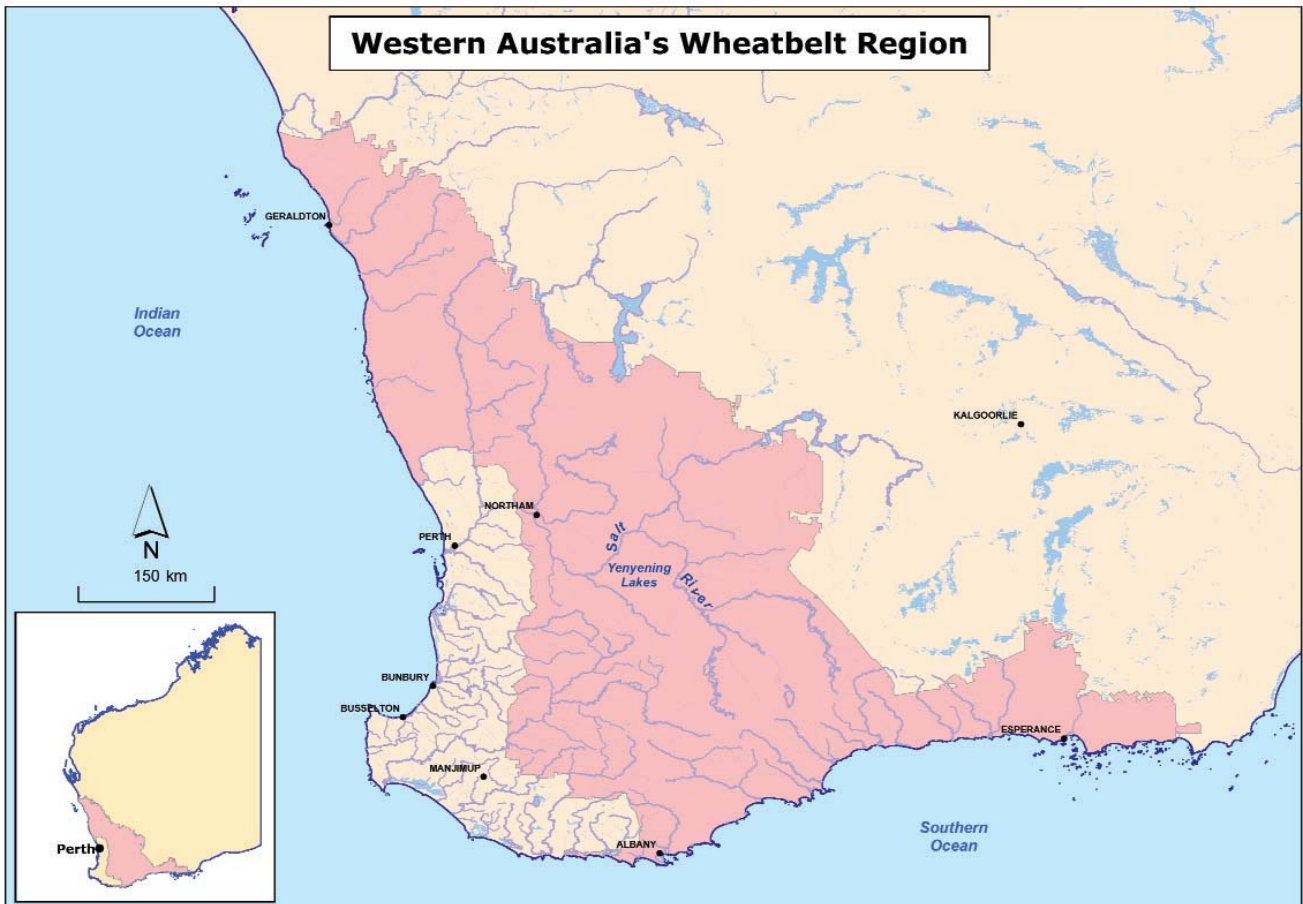 Western Australia's Wheatbelt Region
GERALDTON
Indian
Ocean
KALGOORLIE
NORTHAM
PERTH
Salt
River
Yenyening
Lakes
N
150 km
BUNBURY
BUSSELTON
ESPERANCE
MANJIMUP
ALBANY
Southern
Ocean
Perth